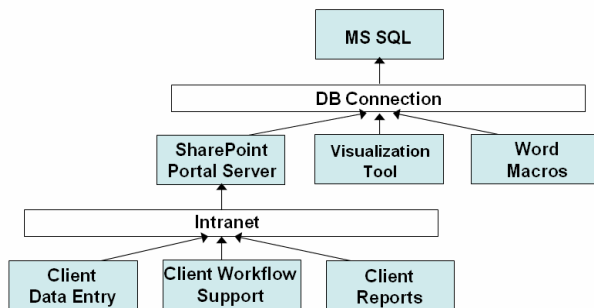 MS SQL
DB Connection
SharePoint
Portal Server
Visualization
Tool
Word
Macros
Intranet
Client
Data Entry
Client Workflow
Support
Client
Reports